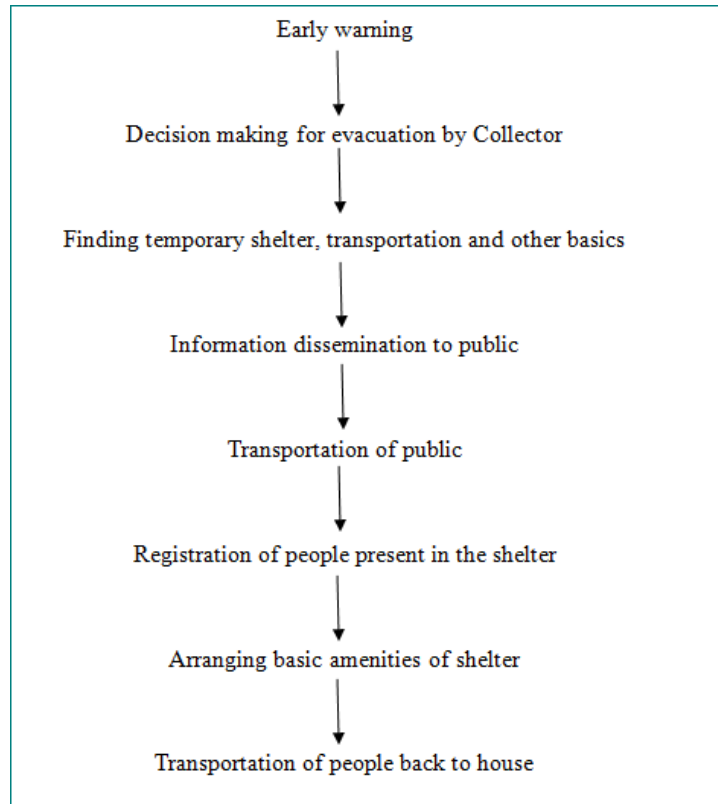 Early warning
Decision making for evacuation by Collector
Finding temporary shelter, transportation and other basics
Information dissemination to public
Transportation of public
Registration of people present in the shelter
Arranging basic amenities of shelter
Transportation of people back to house